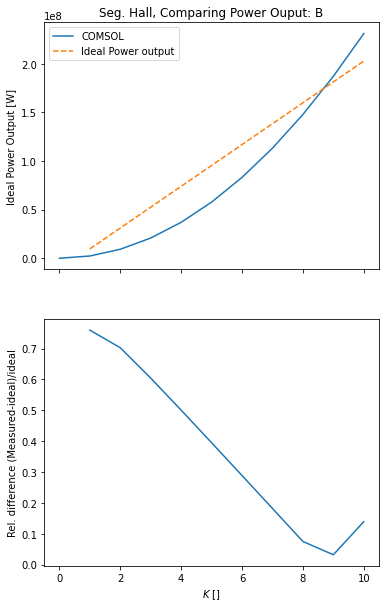 Seg. Hall, Comparing Power Ouput: B
1e8
COMSOL
Ideal Power output
2.0
1.5
1.0
0.5
0.0
Ideal Power Output [W]
0.7
0.6
0.5
0.4
0.3
0.2
0.1
0.0
Rel. difference (Measured-ideal)/ideal
0 2 4 6 8 10
K []